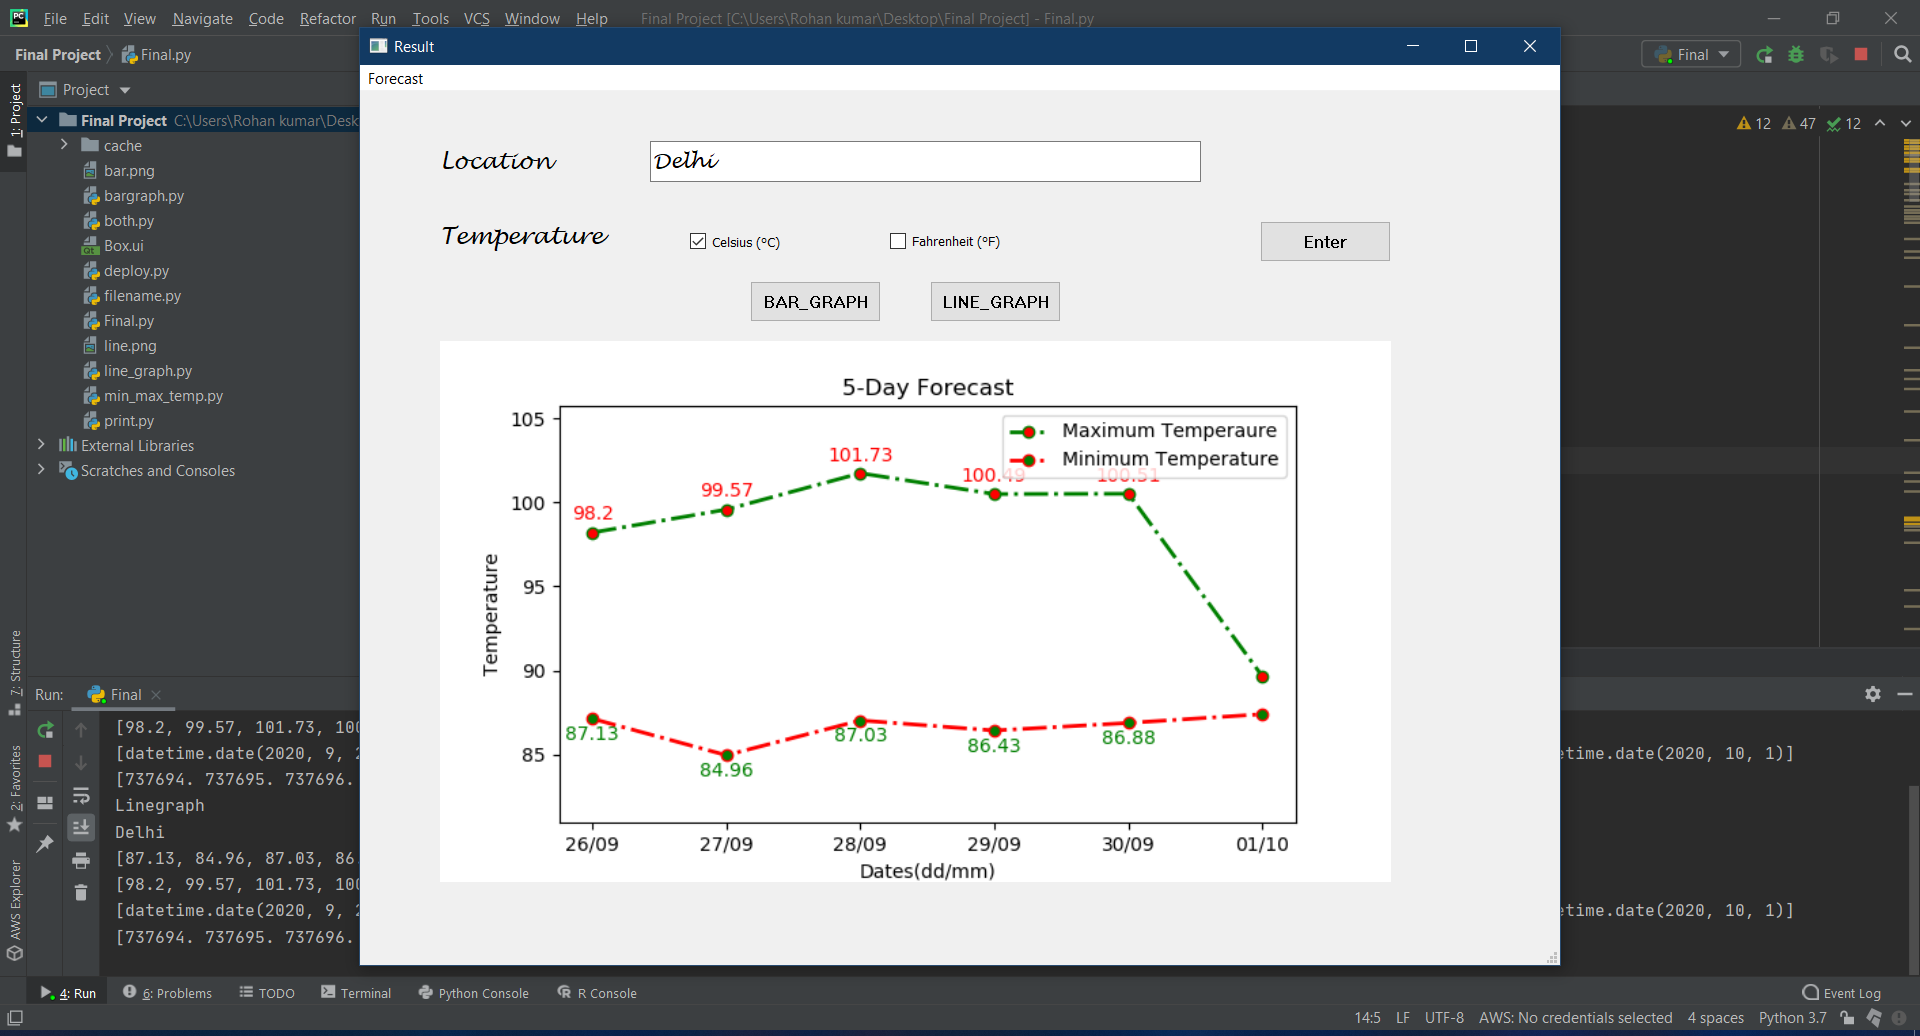 File Edit View Navigate Code Refactor Run Tools VCS Window Help Final Project [C:\Users\Rohan kumar\Desktop\Final Project] - Final.py
Final Project Final.py
Final
Result
Forecast
1: Project
Project
Final Project C:\Users\Rohan kumar\Desk
cache
bar.png
bargraph.py
both.py
Box.ui
deploy.py
filename.py
Final.py
line.png
line_graph.py
min_max_temp.py
print.py
External Libraries
Scratches and Consoles
12 47 12
Location Delhi
Temperature Celsius (ºC) Fahrenheit (ºF) Enter
BAR_GRAPH LINE_GRAPH
5-Day Forecast
Maximum Temperaure
Minimum Temperature
105
100
95
90
85
Temperature
98.2
99.57
101.73
100.49
100.51
87.13
84.96
87.03
86.43
86.88
26/09 27/09 28/09 29/09 30/09 01/10
Dates(dd/mm)
7: Structure
2: Favorites
AWS Explorer
Run: Final
[98.2, 99.57, 101.73, 100
[datetime.date(2020, 9, 2 etime.date(2020, 10, 1)]
[737694. 737695. 737696.
Linegraph
Delhi
[87.13, 84.96, 87.03, 86.
[98.2, 99.57, 101.73, 100
[datetime.date(2020, 9, 2 etime.date(2020, 10, 1)]
[737694. 737695. 737696.
4: Run 6: Problems TODO Terminal Python Console R Console Event Log
14:5 LF UTF-8 AWS: No credentials selected 4 spaces Python 3.7